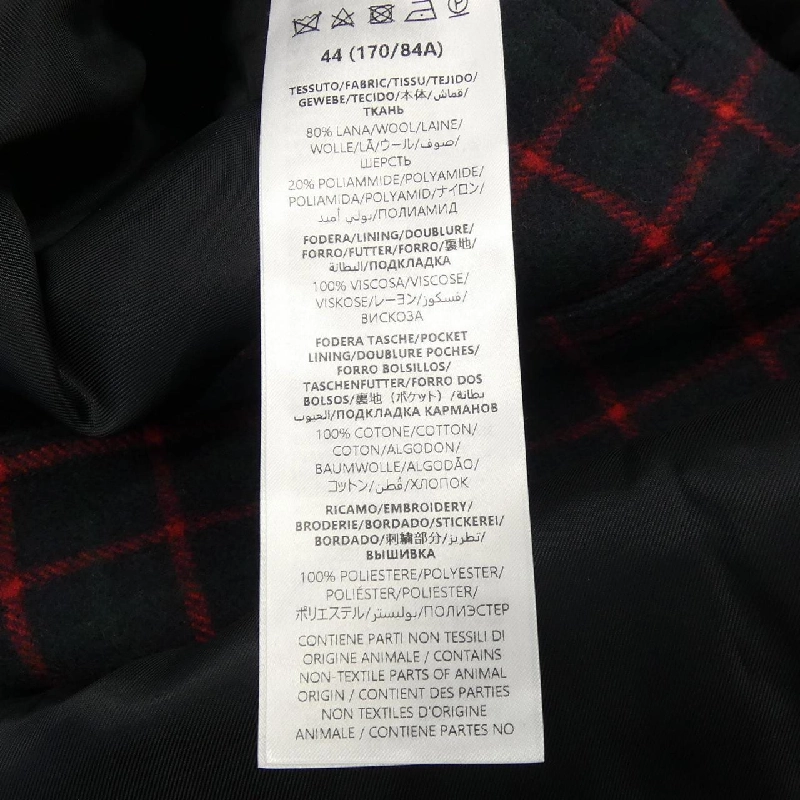 44 (170/84A)
TESSUTO/FABRIC/TISSU/TEJIDO/
GEWEBE/TECIDO/本体/قماش/
ТКАНЬ
80% LANA/WOOL/LAINE/
WOLLE/LÃ/ウール/صوف/
ШЕРСТЬ
20% POLIAMMIDE/POLYAMIDE/
POLIAMIDA/POLYAMID/ナイロン/
بولي أميد/ПОЛИАМИД
FODERA/LINING/DOUBLURE/
FORRO/FUTTER/FORRO/裏地/
البطانة/ПОДКЛАДКА
100% VISCOSA/VISCOSE/
VISKOSE/レーヨン/فسكوز/
ВИСКОЗА
FODERA TASCHE/POCKET
LINING/DOUBLURE POCHES/
FORRO BOLSILLOS/
TASCHENFUTTER/FORRO DOS
BOLSOS/裏地 (ポケット) /بطانة
الجيوب/ПОДКЛАДКА КАРМАНОВ
100% COTONE/COTTON/
COTON/ALGODON/
BAUMWOLLE/ALGODÃO/
コットン/قُطن/ХЛОПОК
RICAMO/EMBROIDERY/
BRODERIE/BORDADO/STICKEREI/
BORDADO/刺繍部分/تطريز/
ВЫШИВКА
100% POLIESTERE/POLYESTER/
POLIÉSTER/POLIESTER/
ポリエステル/بوليستر/ПОЛИЭСТЕР
CONTIENE PARTI NON TESSILI DI
ORIGINE ANIMALE / CONTAINS
NON-TEXTILE PARTS OF ANIMAL
ORIGIN / CONTIENT DES PARTIES
NON TEXTILES D'ORIGINE
ANIMALE / CONTIENE PARTES NO